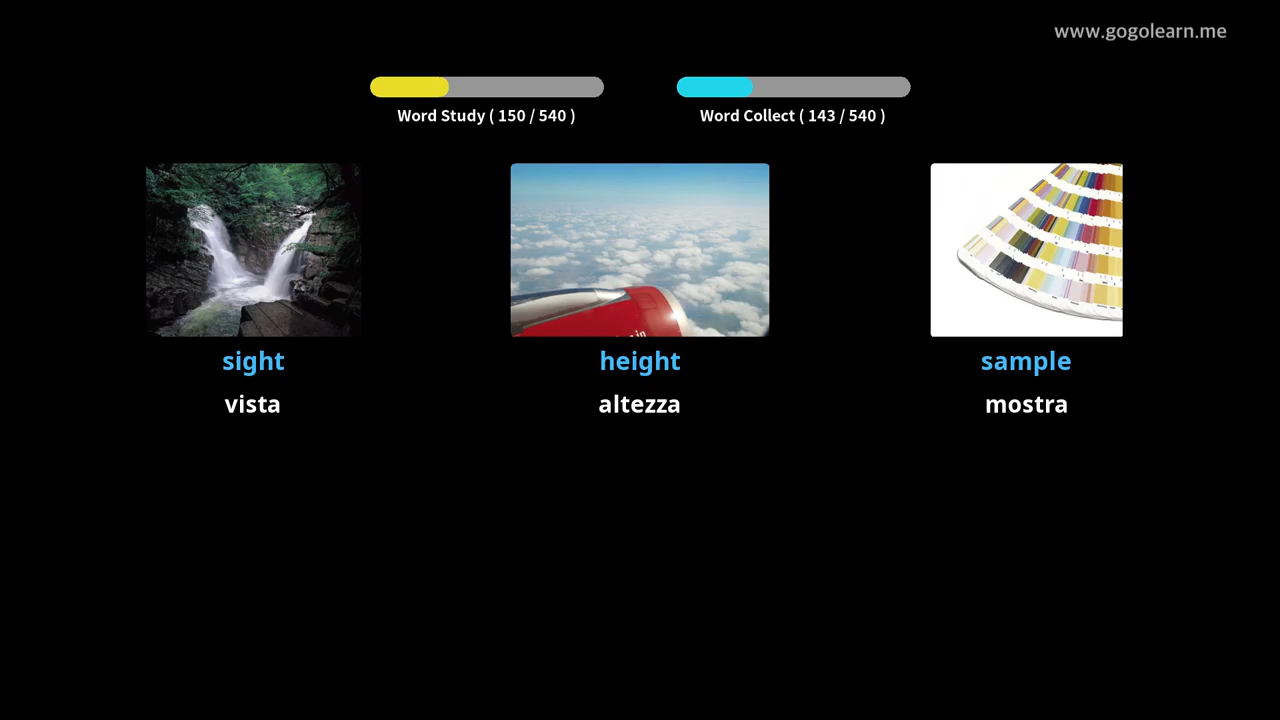 www.gogolearn.me
Word Study ( 150 / 540 )
Word Collect ( 143 / 540 )
sight
height
sample
vista
altezza
mostra